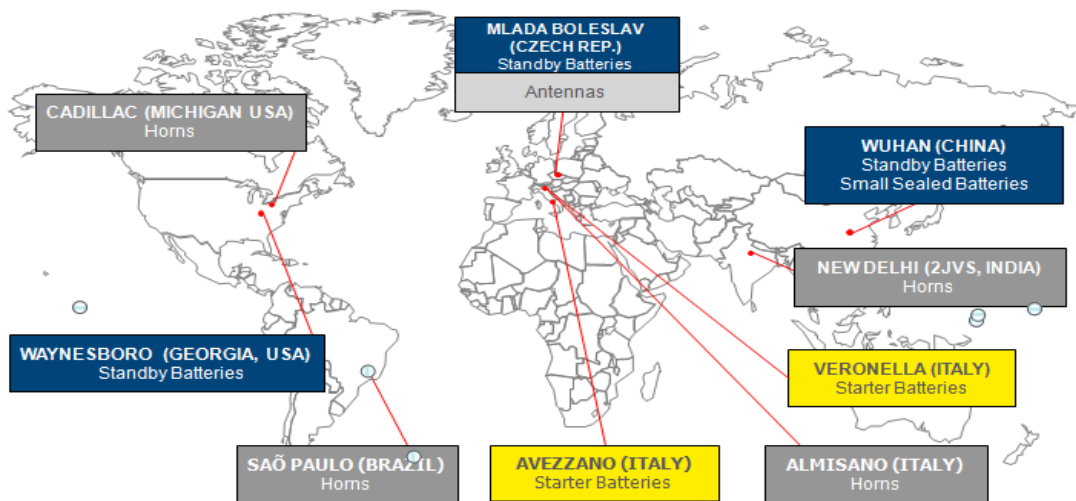 MLADA BOLESLAV
(CZECH REP.)
Standby Batteries
Antennas
CADILLAC (MICHIGAN USA)
Horns
WUHAN (CHINA)
Standby Batteries
Small Sealed Batteries
NEW DELHI (2JVS, INDIA)
Horns
WAYNESBORO (GEORGIA, USA)
Standby Batteries
VERONELLA (ITALY)
Starter Batteries
SAÕ PAULO (BRAZIL)
Horns
AVEZZANO (ITALY)
Starter Batteries
ALMISANO (ITALY)
Horns